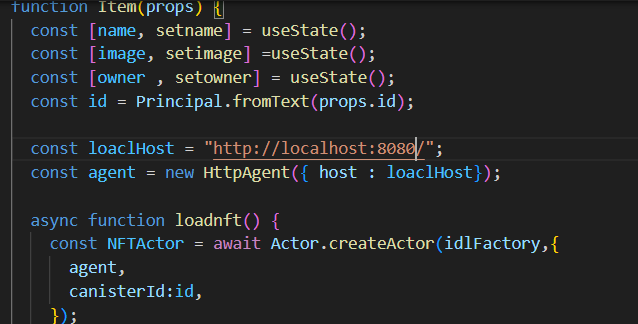 function Item(props) {
const [name, setname] = useState();
const [image, setimage] =useState();
const [owner , setowner] = useState();
const id = Principal.fromText(props.id);
const loaclHost = "http://localhost:8080/";
const agent = new HttpAgent({ host : loaclHost});
async function loadnft() {
const NFTActor = await Actor.createActor(idlFactory,{
agent,
canisterId:id,
});